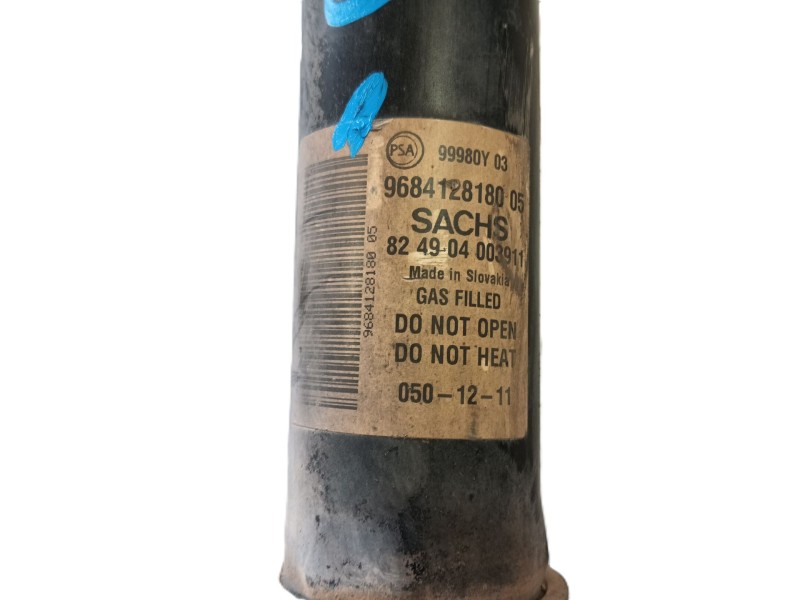 PSA 99980Y 03
9684128180 05
SACHS
82 49 04 003911
Made in Slovakia
GAS FILLED
DO NOT OPEN
DO NOT HEAT
050-12-11
9684128180 05